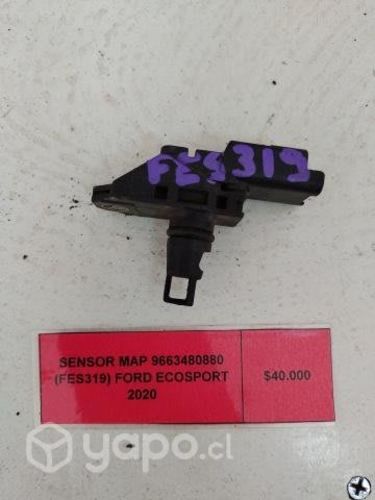 FES319
SENSOR MAP 9663480880
(FES319) FORD ECOSPORT
2020
$40.000
yapo.cl